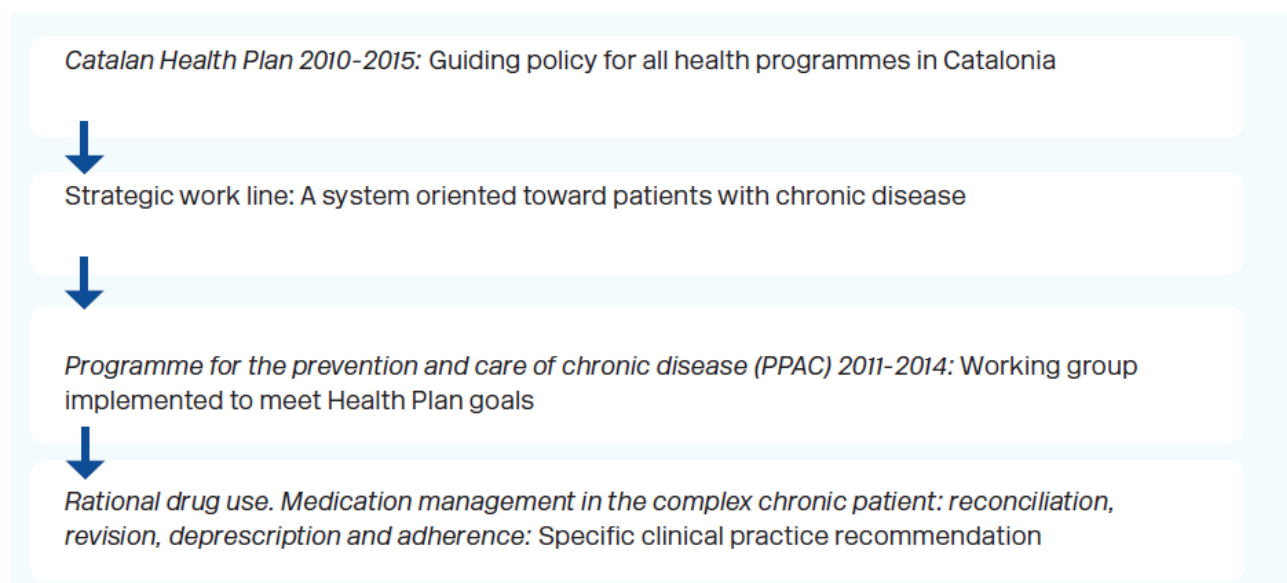 Catalan Health Plan 2010-2015: Guiding policy for all health programmes in Catalonia
Strategic work line: A system oriented toward patients with chronic disease
Programme for the prevention and care of chronic disease (PPAC) 2011-2014: Working group
implemented to meet Health Plan goals
Rational drug use. Medication management in the complex chronic patient: reconciliation,
revision, deprescription and adherence: Specific clinical practice recommendation